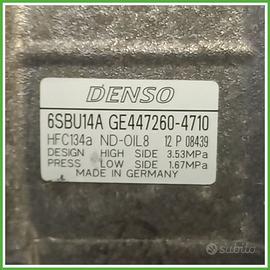 DENSO
6SBU14A GE447260-4710
HFC134a ND-OIL8 12 P 08439
DESIGN HIGH SIDE 3.53MPa
PRESS LOW SIDE 1.67MPa
MADE IN GERMANY
subito